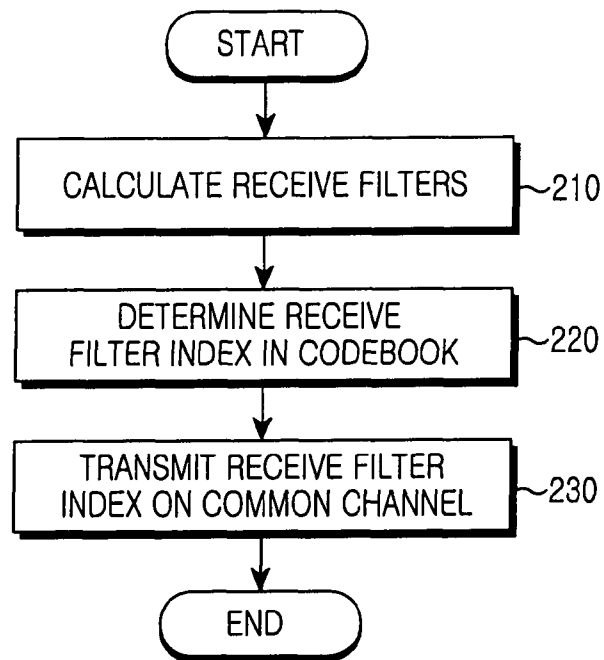 START
CALCULATE RECEIVE FILTERS
~210
DETERMINE RECEIVE
FILTER INDEX IN CODEBOOK
~220
TRANSMIT RECEIVE FILTER
INDEX ON COMMON CHANNEL
~230
END